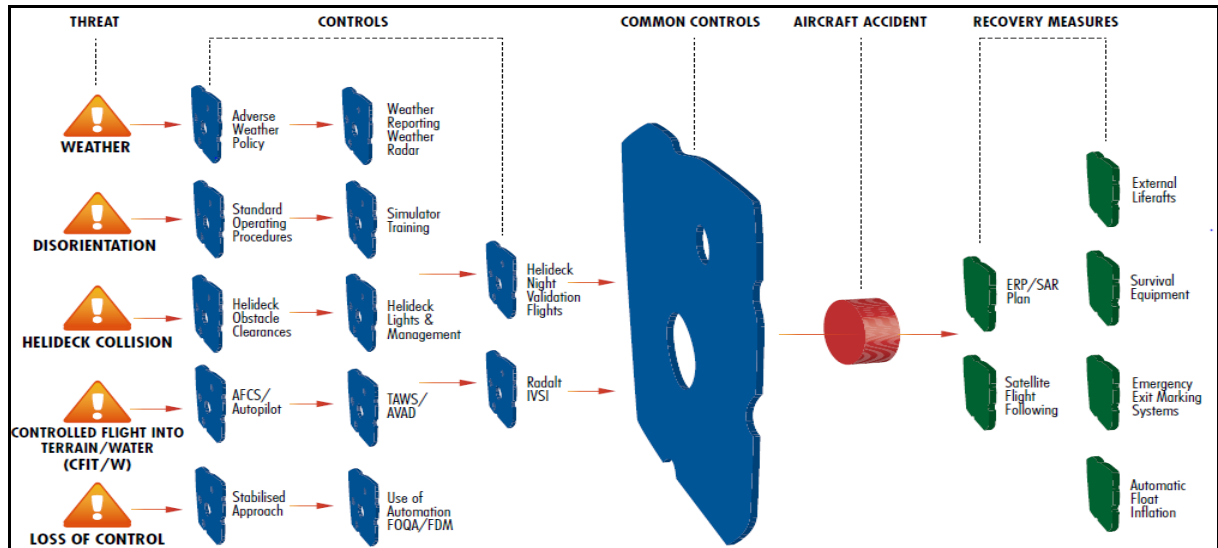 THREAT
CONTROLS
COMMON CONTROLS
AIRCRAFT ACCIDENT
RECOVERY MEASURES
WEATHER
Adverse
Weather
Policy
Weather
Reporting
Weather
Radar
DISORIENTATION
Standard
Operating
Procedures
Simulator
Training
HELIDECK COLLISION
Helideck
Obstacle
Clearances
Helideck
Lights &
Management
Helideck
Night
Validation
Flights
CONTROLLED FLIGHT INTO
TERRAIN/WATER
(CFIT/W)
AFCS/
Autopilot
TAWS/
AVAD
Radalt
IVSI
LOSS OF CONTROL
Stabilised
Approach
Use of
Automation
FOQA/FDM
ERP/SAR
Plan
Satellite
Flight
Following
External
Liferafts
Survival
Equipment
Emergency
Exit Marking
Systems
Automatic
Float
Inflation